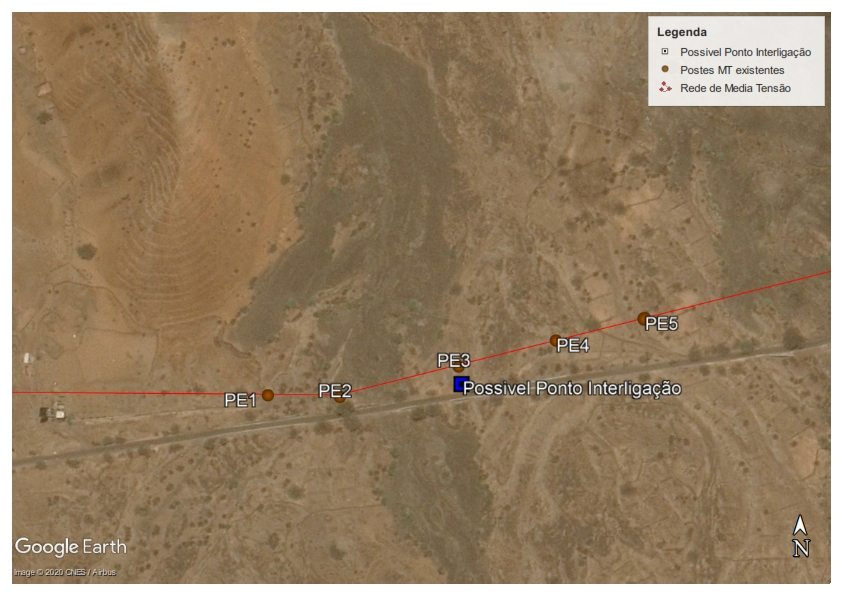 Legenda
Possivel Ponto Interligação
Postes MT existentes
Rede de Media Tensão
PE5
PE4
PE3
Possivel Ponto Interligação
PE2
PE1
Google Earth
N
Image © 2020 CNES / Airbus